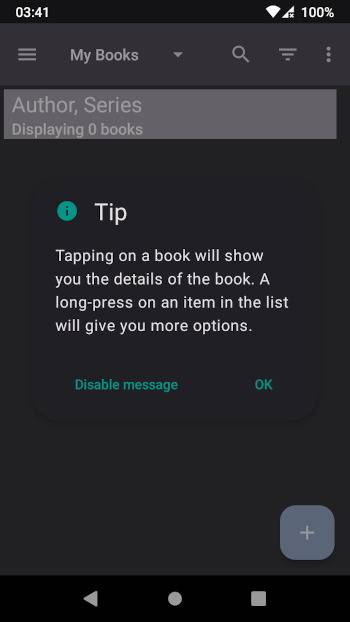 03:41
100%
My Books
Author, Series
Displaying 0 books
Tip
Tapping on a book will show
you the details of the book. A
long-press on an item in the list
will give you more options.
Disable message
OK